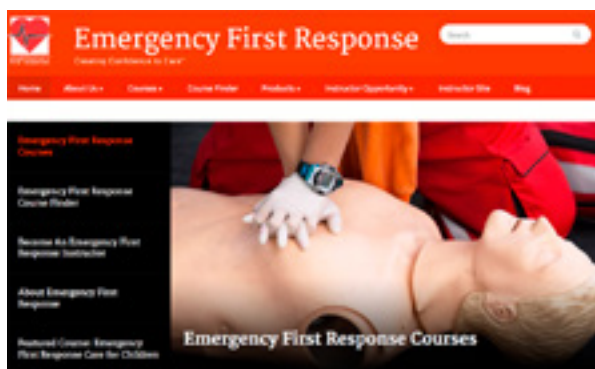 Emergency First Response
Search
Creating Confidence to Care
Home About Us Courses Course Finder Products Instructor Opportunity Instructor Site Blog
Emergency First Response
Courses
Emergency First Response
Course Finder
Become An Emergency First
Response Instructor
About Emergency First
Response
Featured Course: Emergency
First Response Care for Children
Emergency First Response Courses